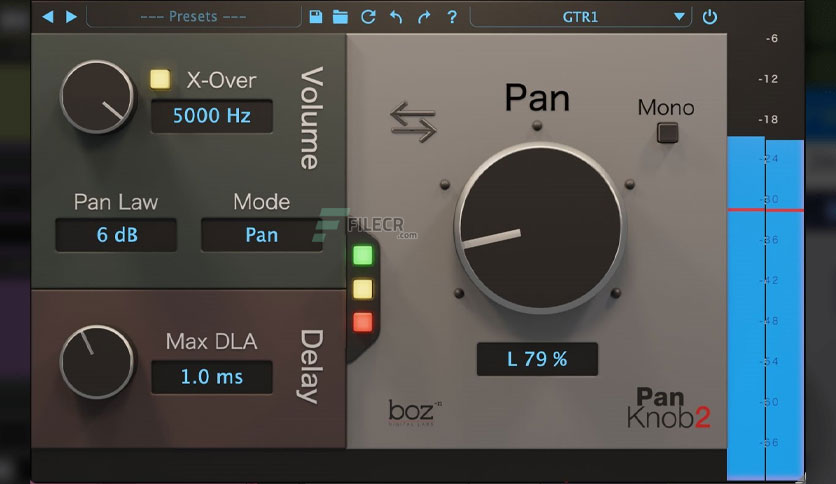 --- Presets ---
?
GTR1
X-Over
5000 Hz
Volume
Pan Law
Mode
6 dB
Pan
Max DLA
1.0 ms
Delay
Pan
Mono
L 79 %
boz
DIGITAL LABS
Pan
Knob2
FILECR
.com
-6
-12
-18
-24
-30
-36
-42
-48
-54
-60
-66